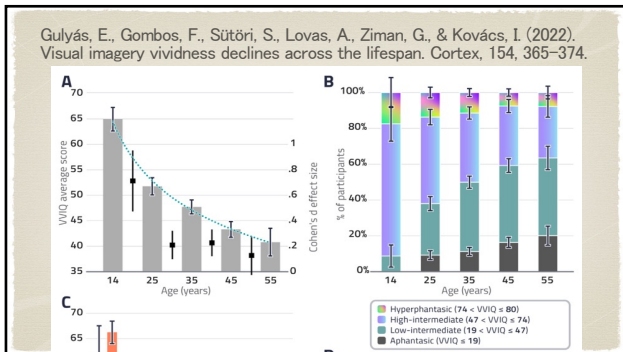 Gulyás, E., Gombos, F., Sütöri, S., Lovas, A., Ziman, G., & Kovács, I. (2022).
Visual imagery vividness declines across the lifespan. Cortex, 154, 365-374.
A
70
65
60
55
50
45
40
35
VVIQ average score
1
.8
.6
.4
.2
0
Cohen's d effect size
14 25 35 45 55
Age (years)
B
100%
80%
60%
40%
20%
0%
% of participants
14 25 35 45 55
Age (years)
Hyperphantasic (74 < VVIQ ≤ 80)
High-intermediate (47 < VVIQ ≤ 74)
Low-intermediate (19 < VVIQ ≤ 47)
Aphantasic (VVIQ ≤ 19)
C
70
65